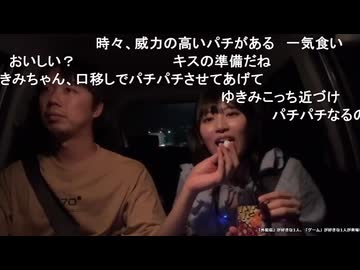 時々、威力の高いパチがある　一気食い
おいしい？
キスの準備だね
きみちゃん、口移しでパチパチさせてあげて
ゆきみこっち近づけ
パチパチなるの